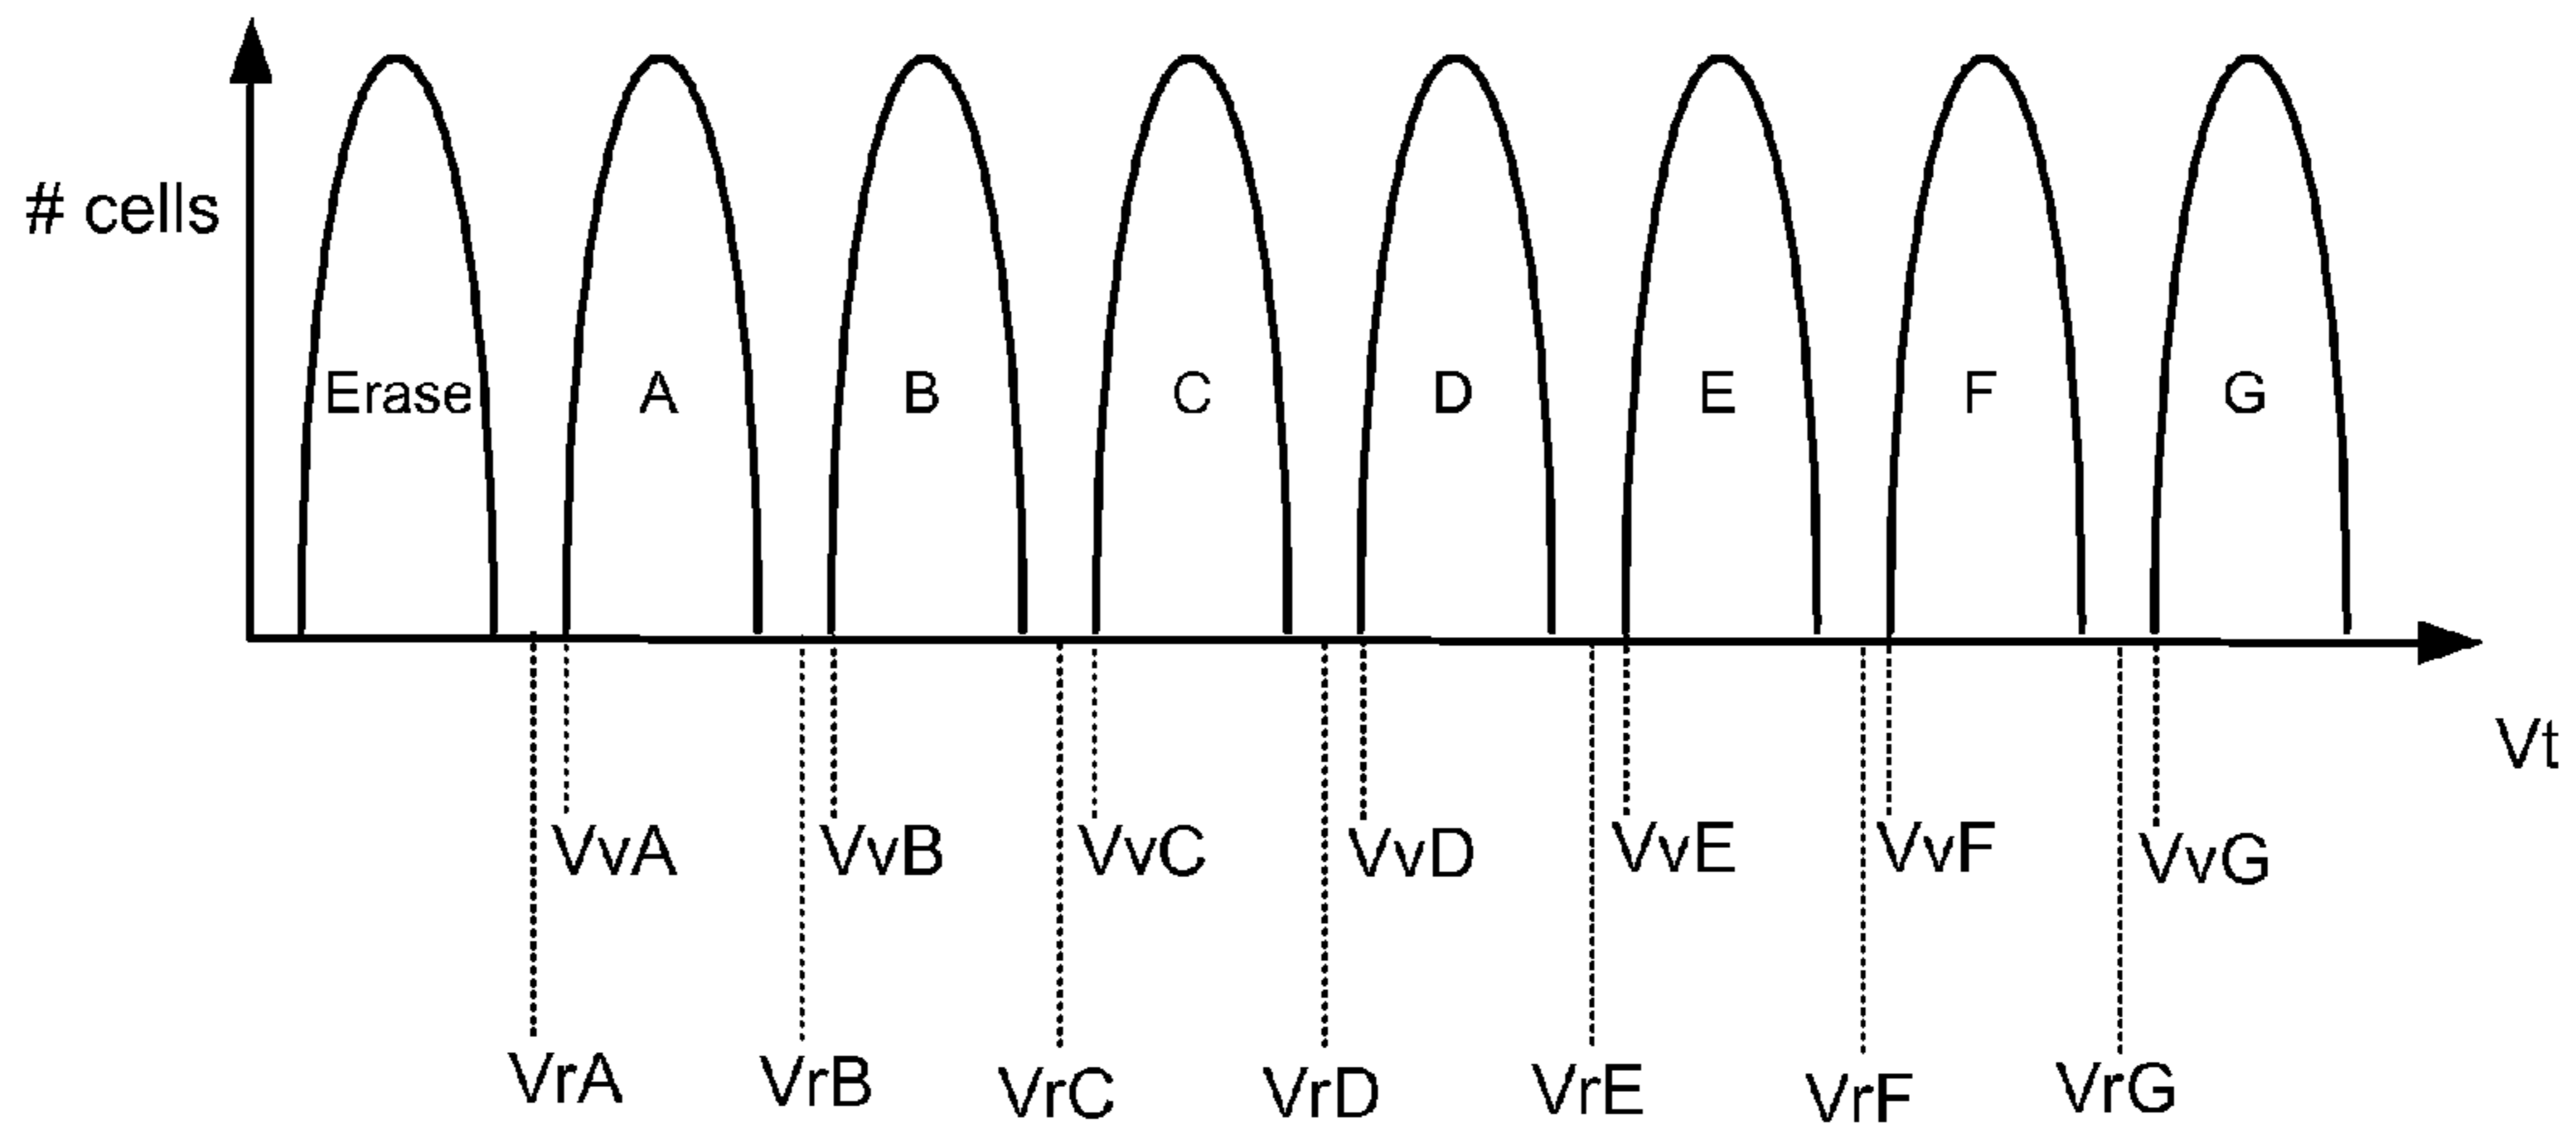 # cells
Erase A B C D E F G
Vt
VvA VvB VvC VvD VvE VvF VvG
VrA VrB VrC VrD VrE VrF VrG